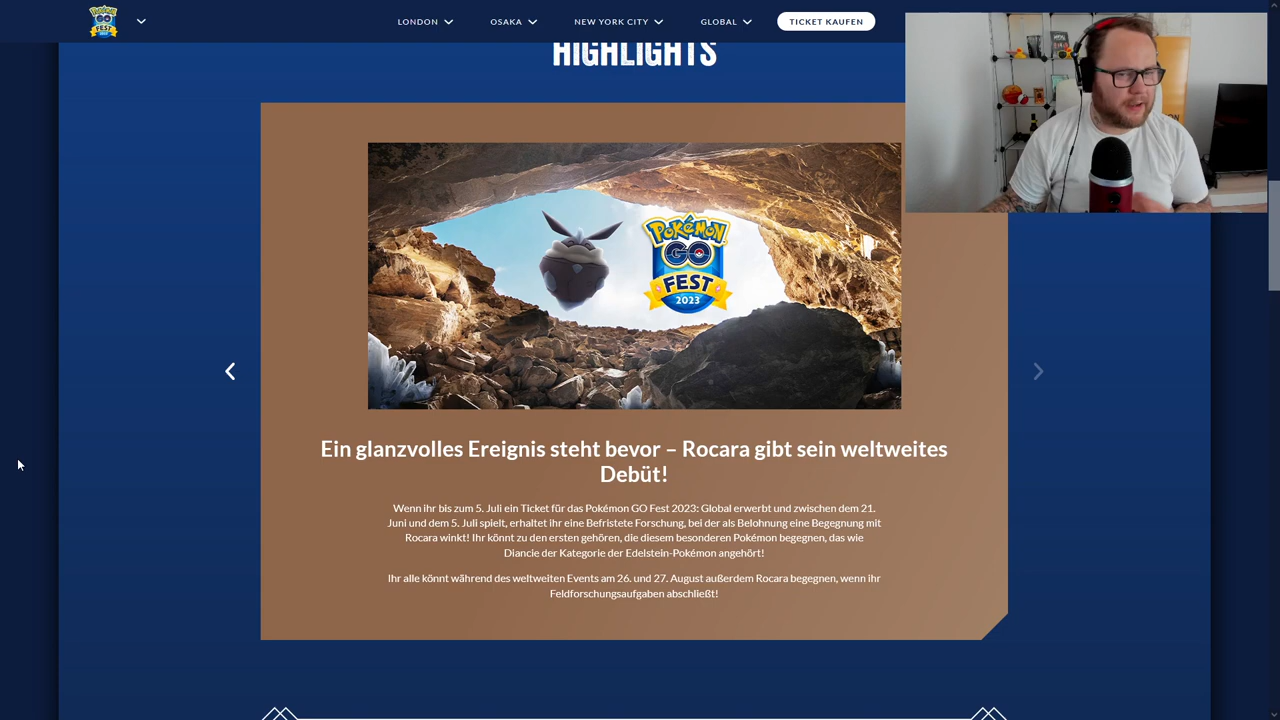 LONDON
OSAKA
NEW YORK CITY
GLOBAL
TICKET KAUFEN
HIGHLIGHTS
POKÉMON
GO
FEST
2023
Ein glanzvolles Ereignis steht bevor – Rocara gibt sein weltweites
Debüt!
Wenn ihr bis zum 5. Juli ein Ticket für das Pokémon GO Fest 2023: Global erwerbt und zwischen dem 21.
Juni und dem 5. Juli spielt, erhaltet ihr eine Befristete Forschung, bei der als Belohnung eine Begegnung mit
Rocara winkt! Ihr könnt zu den ersten gehören, die diesem besonderen Pokémon begegnen, das wie
Diancie der Kategorie der Edelstein-Pokémon angehört!
Ihr alle könnt während des weltweiten Events am 26. und 27. August außerdem Rocara begegnen, wenn ihr
Feldforschungsaufgaben abschließt!